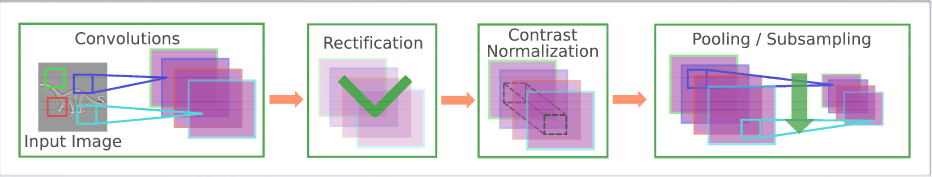 Convolutions
Input Image
Rectification
Contrast
Normalization
Pooling / Subsampling